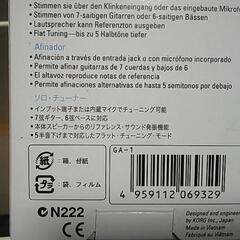 Stimmen sie über den Klinkeneingang oder das eingebaute Mikrofo
Stimmen von 7-saitigen Gitarren oder 6-saitigen Bässen
Lautsprecher kann Referenzton ausgeben
Flat Tuning—bis zu 5 Halbtöne tiefer
Afinador
Afinación a través de entrada jack o con micrófono incorporado
Permite afinar guitarras de 7 cuerdas y bajos de 6
El altavoz reproduce notas de referencia
Permite afinaciones alternativas de hasta 5 semitonos por debajo
ソロ・チューナー
インプット端子または内蔵マイクでチューニング可能
7弦ギター、6弦ベースに対応
本体スピーカーからのリファレンス・サウンド発振機能
5半音下げまで対応したフラット・チューニング・モード
紙
：箱、付紙
プラ
：袋、フィルム
GA-1
4 959112 069329
N222
Designed and engineered
by KORG Inc., Japan
Made in Vietnam
Fabriqué au Vietnam